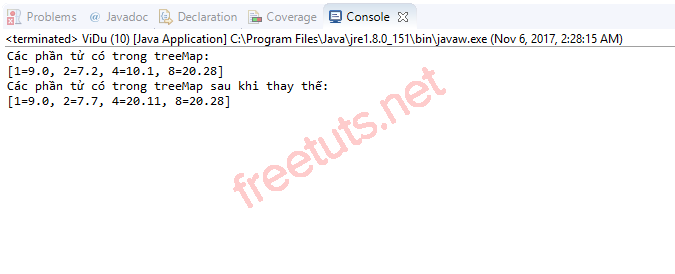 Problems @ Javadoc Declaration Coverage Console
<terminated> ViDu (10) [Java Application] C:\Program Files\Java\jre1.8.0_151\bin\javaw.exe (Nov 6, 2017, 2:28:15 AM)
Các phần tử có trong treeMap:
[1=9.0, 2=7.2, 4=10.1, 8=20.28]
Các phần tử có trong treeMap sau khi thay thế:
[1=9.0, 2=7.7, 4=20.11, 8=20.28]
freetuts.net